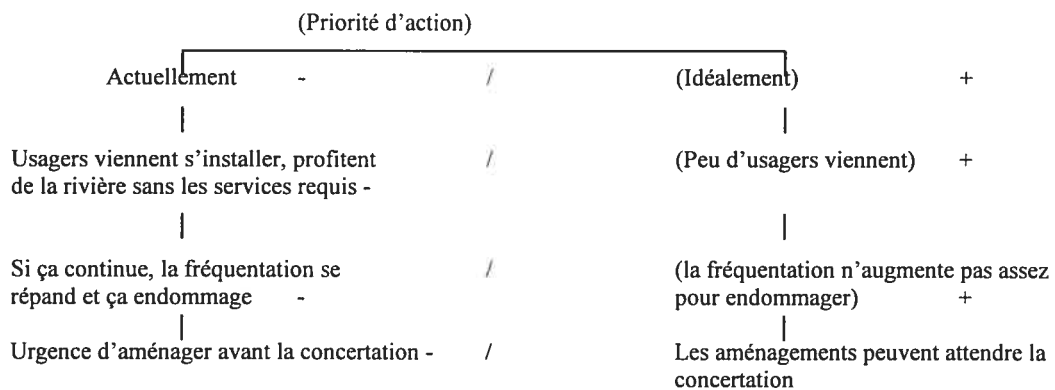 (Priorité d'action)
Actuellement - / (Idéalement) +
Usagers viennent s'installer, profitent / (Peu d'usagers viennent) +
de la rivière sans les services requis -
Si ça continue, la fréquentation se / (la fréquentation n'augmente pas assez
répand et ça endommage - pour endommager) +
Urgence d'aménager avant la concertation - / Les aménagements peuvent attendre la
concertation